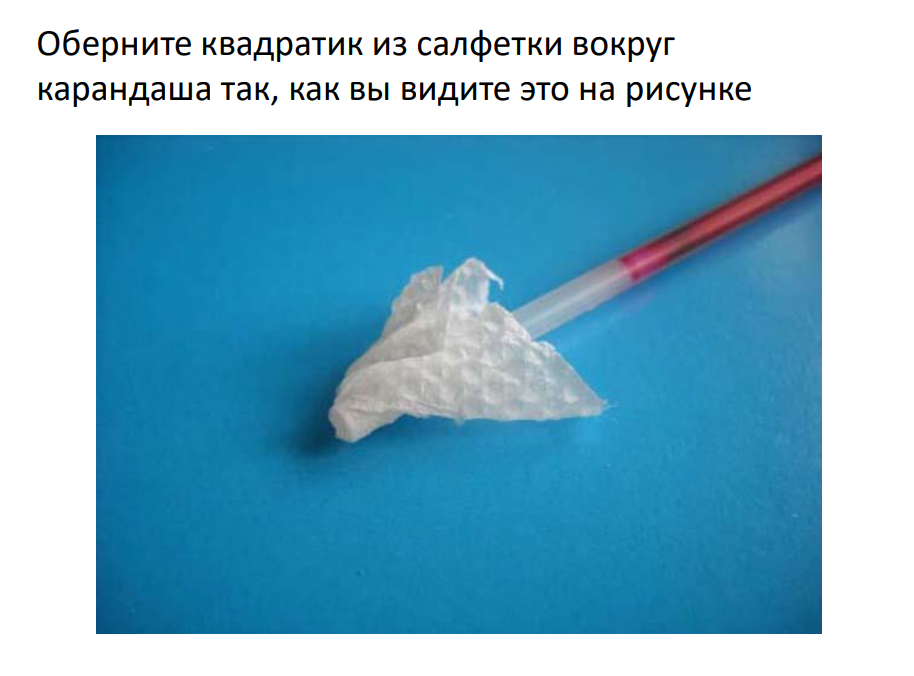 Оберните квадратик из салфетки вокруг
карандаша так, как вы видите это на рисунке